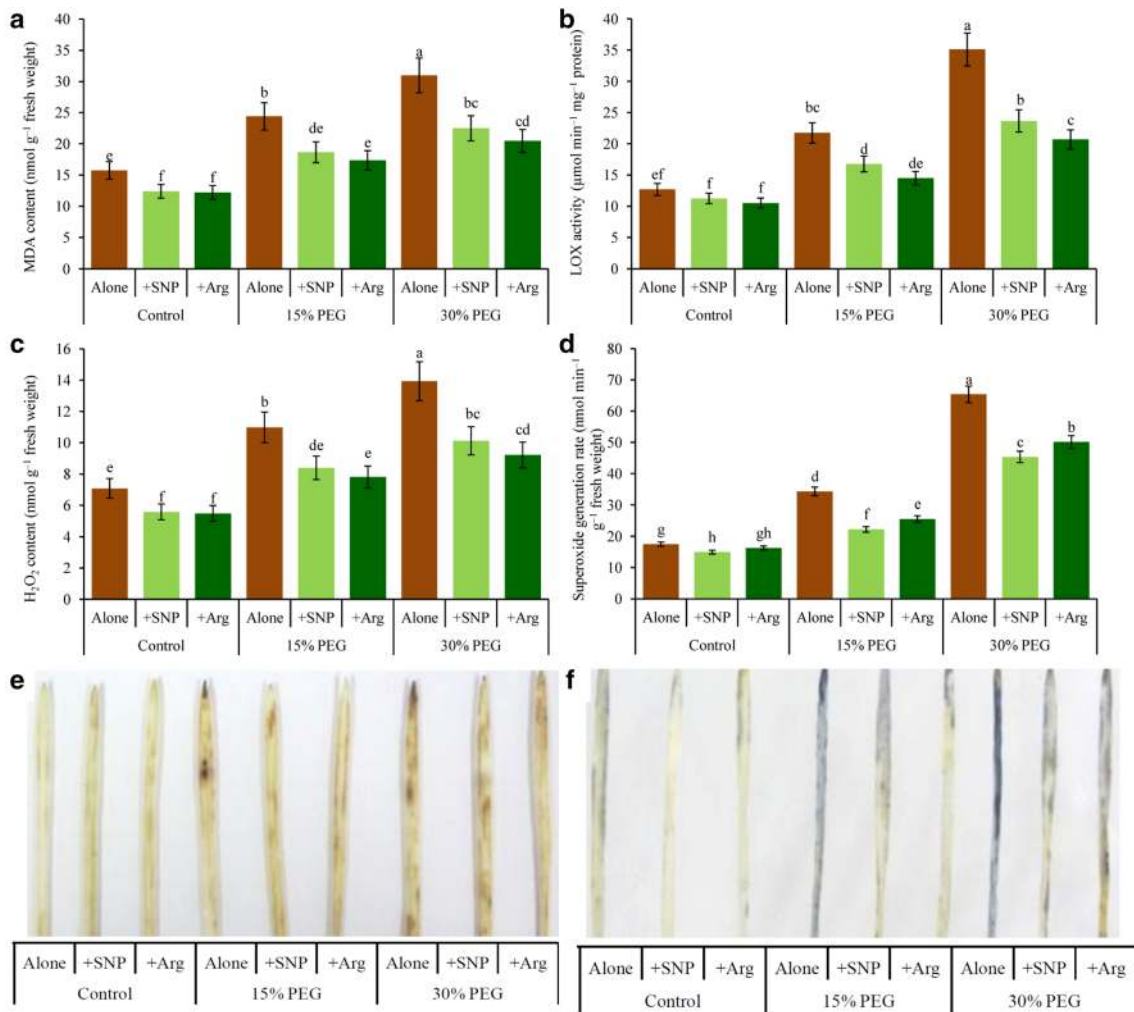 a
MDA content (nmol g⁻¹ fresh weight)
40
35
30
25
20
15
10
5
0
e
f
f
b
de
e
a
bc
cd
Alone +SNP +Arg Alone +SNP +Arg Alone +SNP +Arg
Control 15% PEG 30% PEG
b
LOX activity (μmol min⁻¹ mg⁻¹ protein)
40
35
30
25
20
15
10
5
0
ef
f
f
bc
d
de
a
b
c
Alone +SNP +Arg Alone +SNP +Arg Alone +SNP +Arg
Control 15% PEG 30% PEG
c
H₂O₂ content (nmol g⁻¹ fresh weight)
16
14
12
10
8
6
4
2
0
e
f
f
b
de
e
a
bc
cd
Alone +SNP +Arg Alone +SNP +Arg Alone +SNP +Arg
Control 15% PEG 30% PEG
d
Superoxide generation rate (nmol min⁻¹
g⁻¹ fresh weight)
80
70
60
50
40
30
20
10
0
g
h
gh
d
f
e
a
c
b
Alone +SNP +Arg Alone +SNP +Arg Alone +SNP +Arg
Control 15% PEG 30% PEG
e
Alone +SNP +Arg Alone +SNP +Arg Alone +SNP +Arg
Control 15% PEG 30% PEG
f
Alone +SNP +Arg Alone +SNP +Arg Alone +SNP +Arg
Control 15% PEG 30% PEG